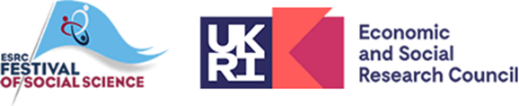 ESRC
FESTIVAL
OF SOCIAL SCIENCE
UK
RI
Economic
and Social
Research Council